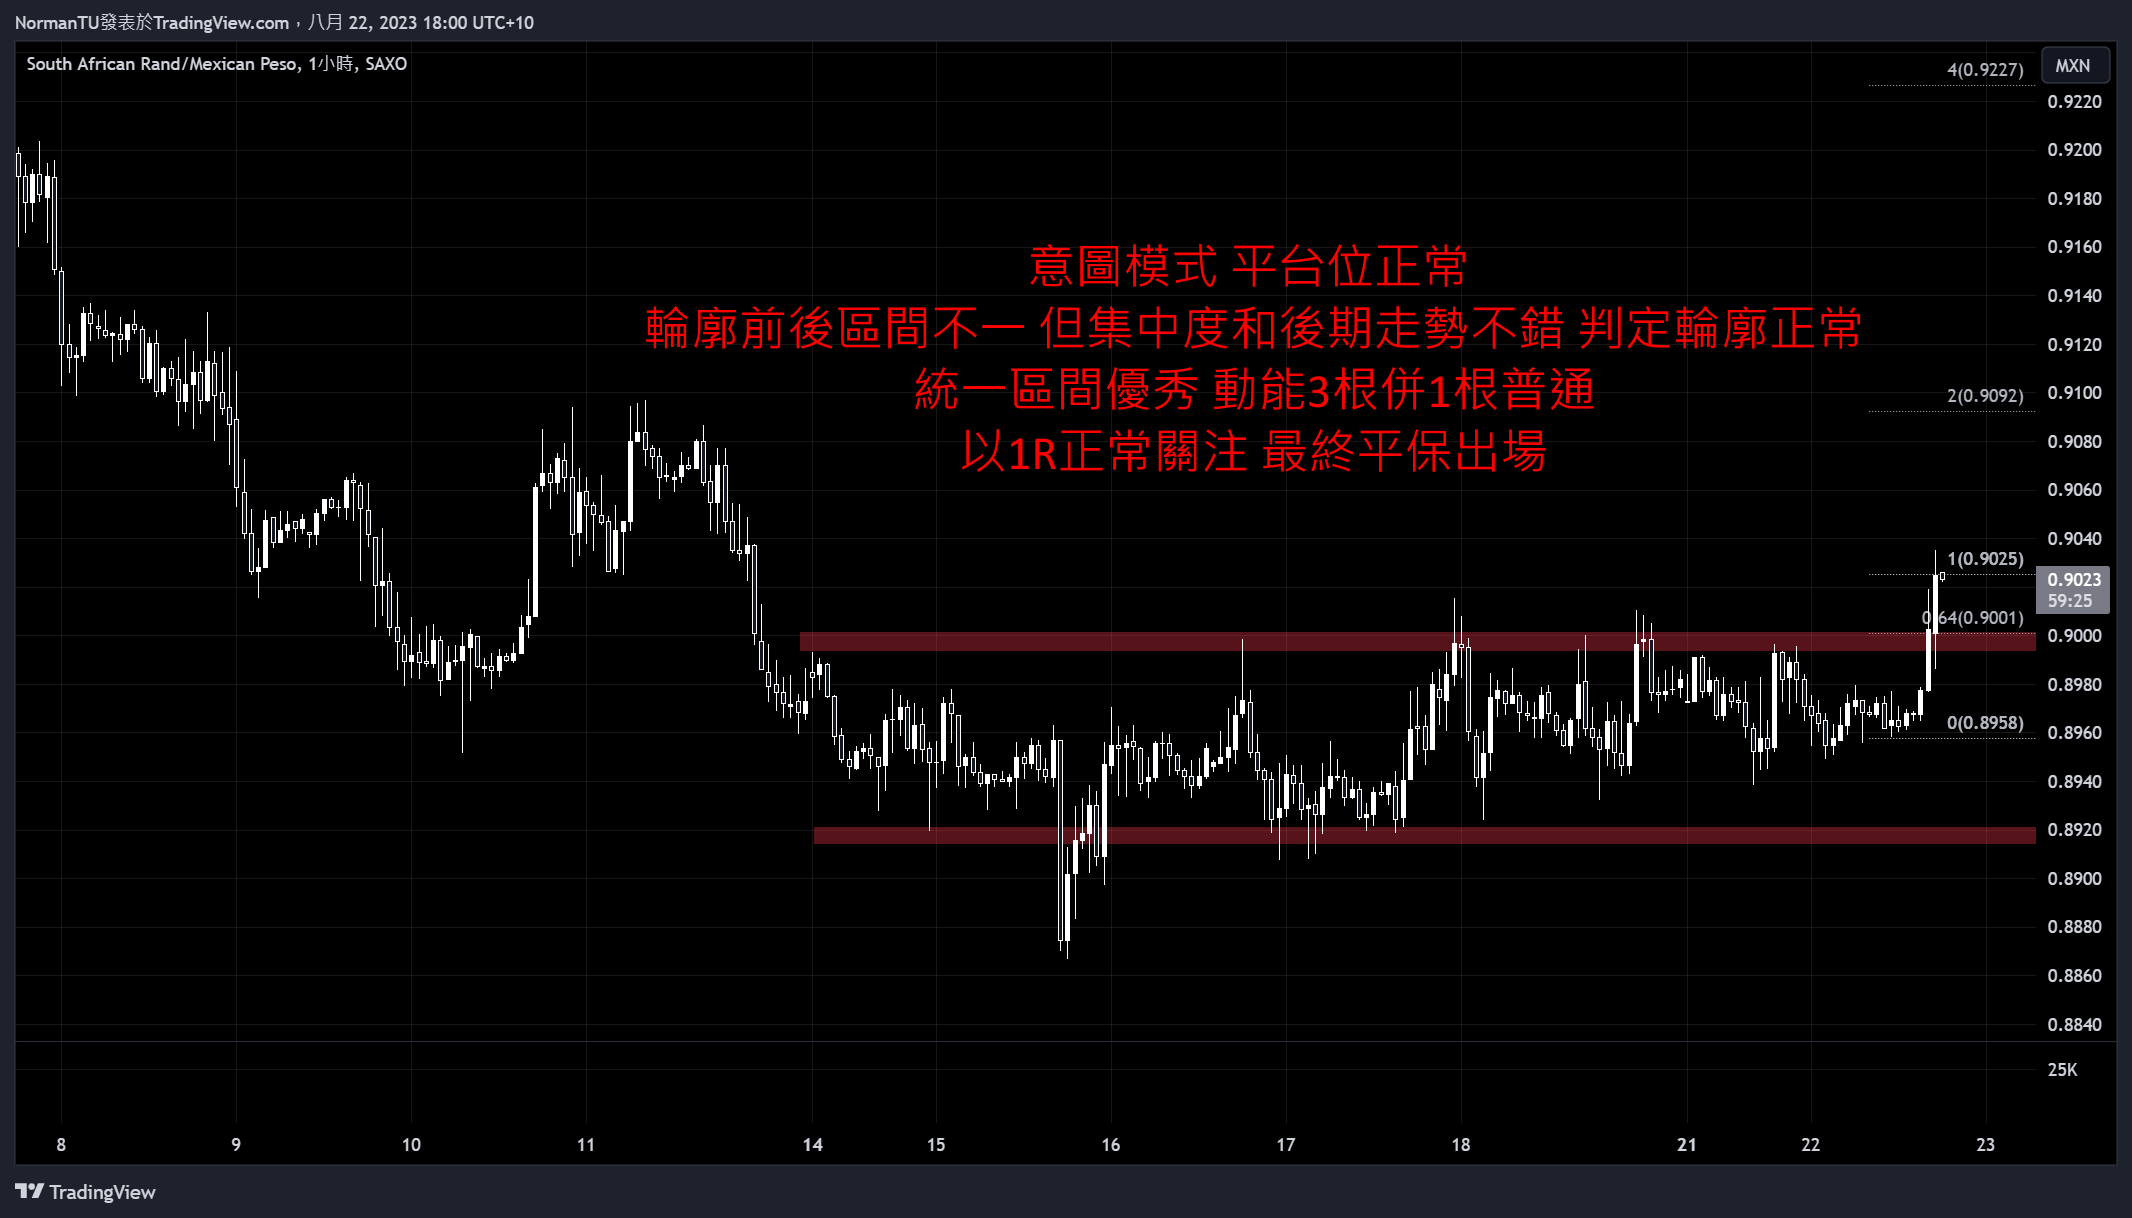 NormanTU發表於TradingView.com，八月 22, 2023 18:00 UTC+10
South African Rand/Mexican Peso, 1小時, SAXO
MXN
4(0.9227)
0.9220
0.9200
0.9180
0.9160
意圖模式 平台位正常
0.9140
輪廓前後區間不一 但集中度和後期走勢不錯 判定輪廓正常
0.9120
統一區間優秀 動能3根併1根普通
2(0.9092)
0.9100
以1R正常關注 最終平保出場
0.9080
0.9060
0.9040
1(0.9025)
0.9023
59:25
0.64(0.9001)
0.9000
0.8980
0(0.8958)
0.8960
0.8940
0.8920
0.8900
0.8880
0.8860
0.8840
25K
8 9 10 11 14 15 16 17 18 21 22 23
TradingView